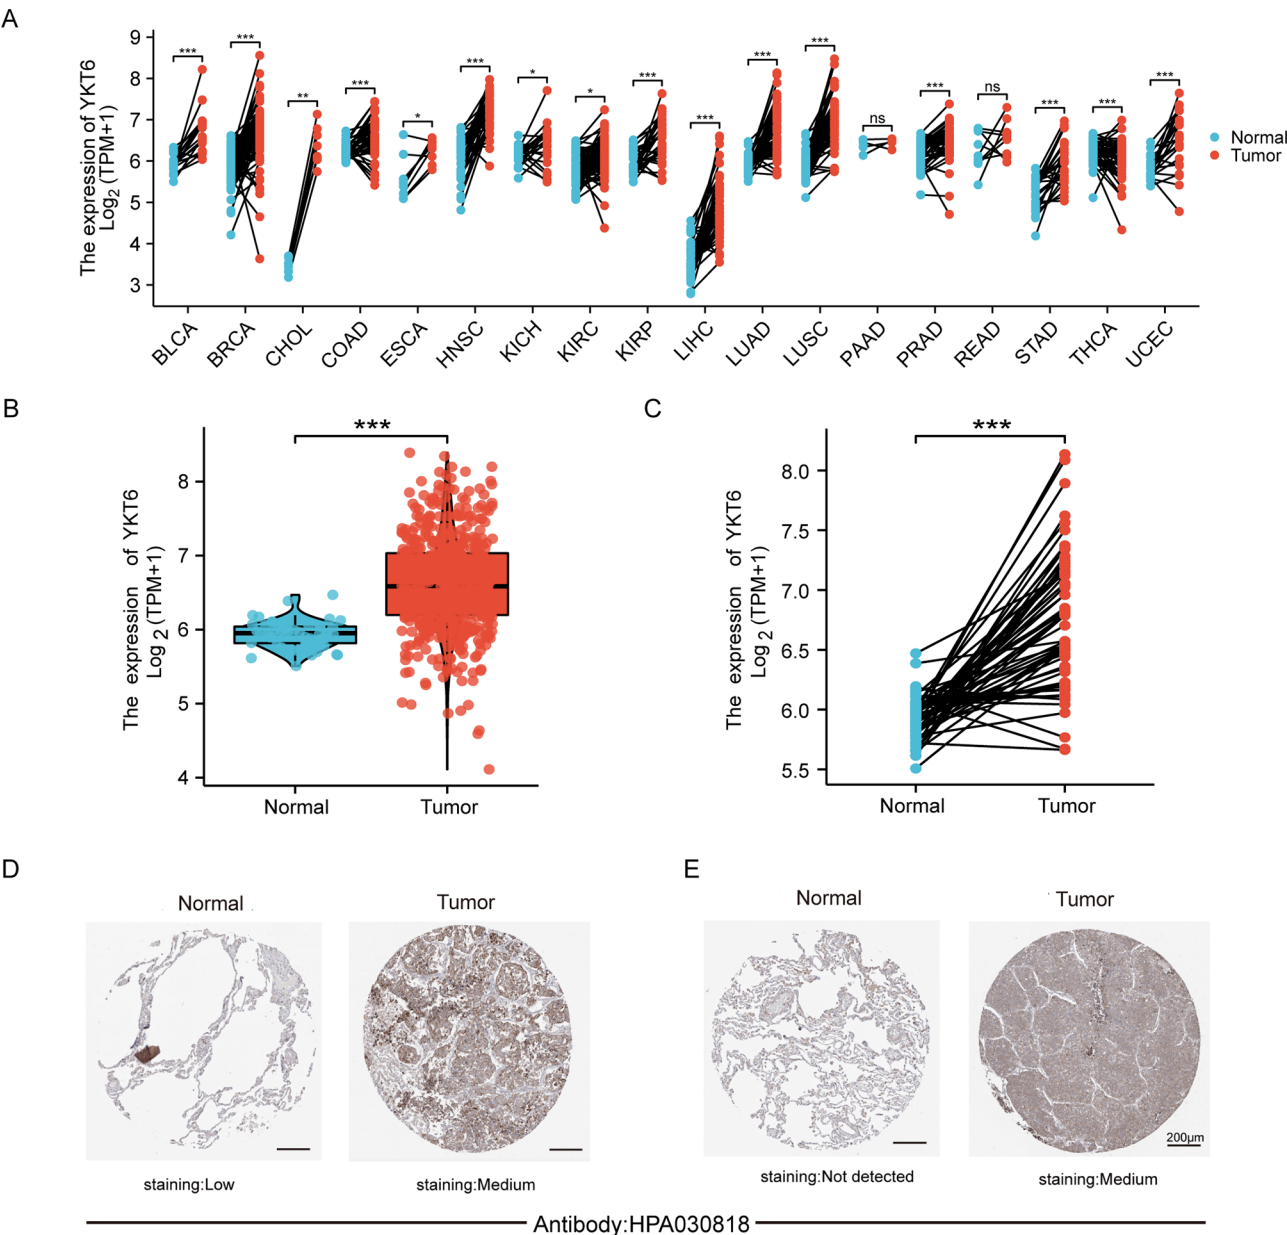 A
The expression of YKT6
Log2 (TPM+1)
9
8
7
6
5
4
3
*** *** ** *** * *** * * *** *** *** *** ns *** ns *** *** ***
BLCA BRCA CHOL COAD ESCA HNSC KICH KIRC KIRP LIHC LUAD LUSC PAAD PRAD READ STAD THCA UCEC
Normal
Tumor
B
The expression of YKT6
Log 2 (TPM+1)
***
8
7
6
5
4
Normal Tumor
C
The expression of YKT6
Log 2 (TPM+1)
***
8.0
7.5
7.0
6.5
6.0
5.5
Normal Tumor
D
Normal Tumor
staining:Low staining:Medium
E
Normal Tumor
200µm
staining:Not detected staining:Medium
Antibody:HPA030818